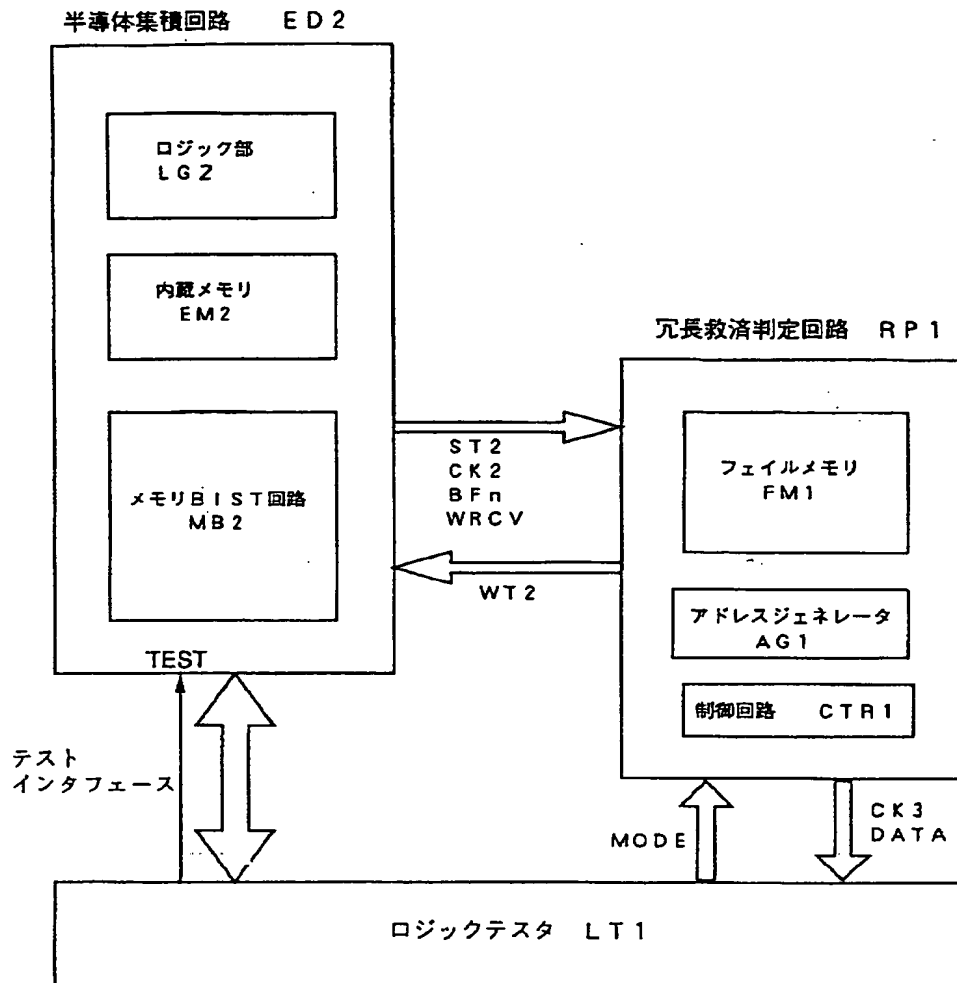 半導体集積回路 ED2
ロジック部
LG2
内蔵メモリ
EM2
メモリBIST回路
MB2
TEST
ST2
CK2
BFn
WRCV
WT2
冗長救済判定回路 RP1
フェイルメモリ
FM1
アドレスジェネレータ
AG1
制御回路 CTR1
テスト
インタフェース
MODE
CK3
DATA
ロジックテスタ LT1